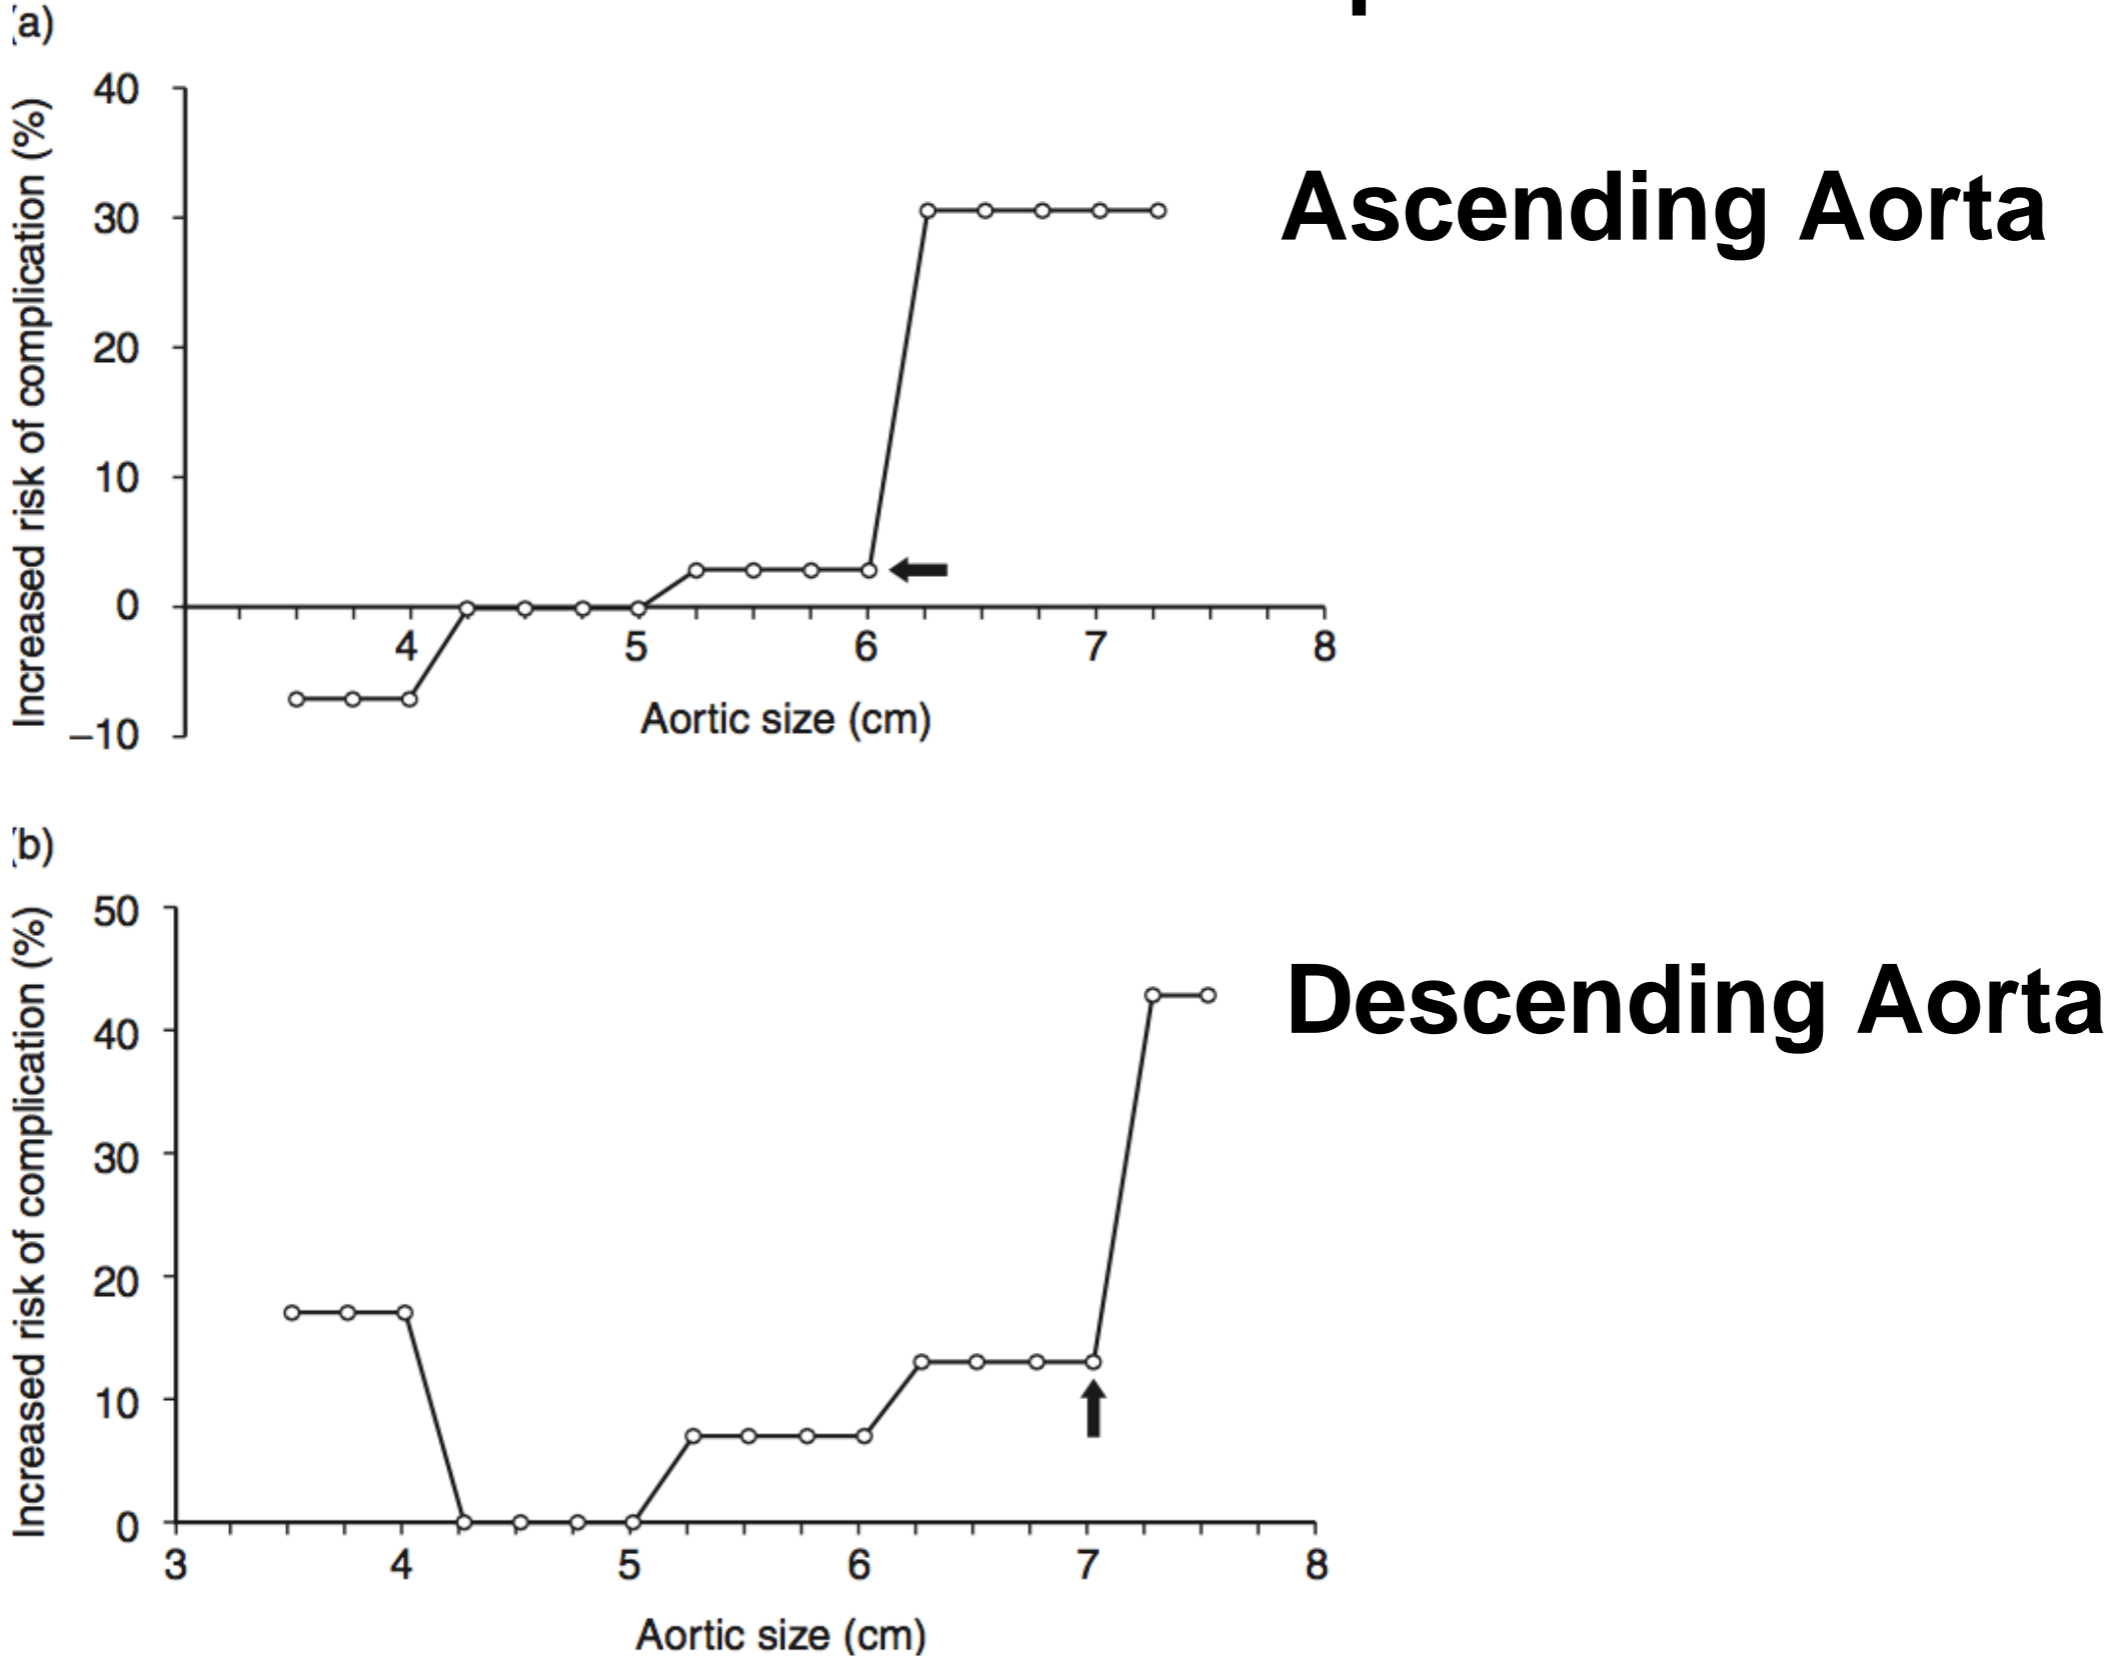 (a)
Increased risk of complication (%)
40
30
20
10
0
–10
4 5 6 7 8
Aortic size (cm)
Ascending Aorta
(b)
Increased risk of complication (%)
50
40
30
20
10
0
3 4 5 6 7 8
Aortic size (cm)
Descending Aorta